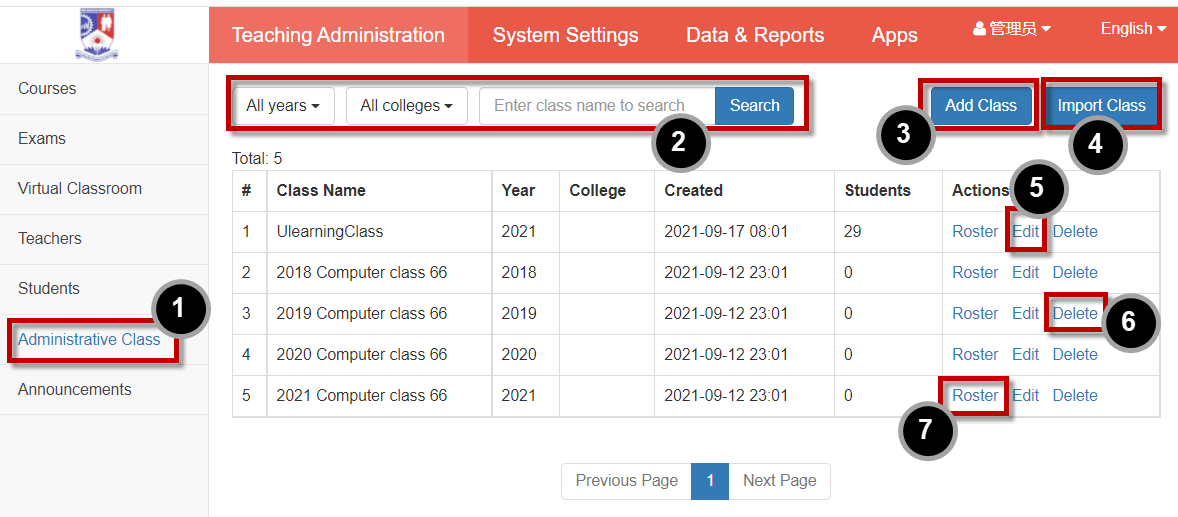 Teaching Administration System Settings Data & Reports Apps 管理员 English
Courses
Exams
Virtual Classroom
Teachers
Students
Administrative Class
Announcements
1
All years All colleges Enter class name to search Search Add Class Import Class
2 3 4
Total: 5
# Class Name Year College Created Students Actions
5
1 UlearningClass 2021 2021-09-17 08:01 29 Roster Edit Delete
2 2018 Computer class 66 2018 2021-09-12 23:01 0 Roster Edit Delete
3 2019 Computer class 66 2019 2021-09-12 23:01 0 Roster Edit Delete
6
4 2020 Computer class 66 2020 2021-09-12 23:01 0 Roster Edit Delete
5 2021 Computer class 66 2021 2021-09-12 23:01 0 Roster Edit Delete
7
Previous Page 1 Next Page